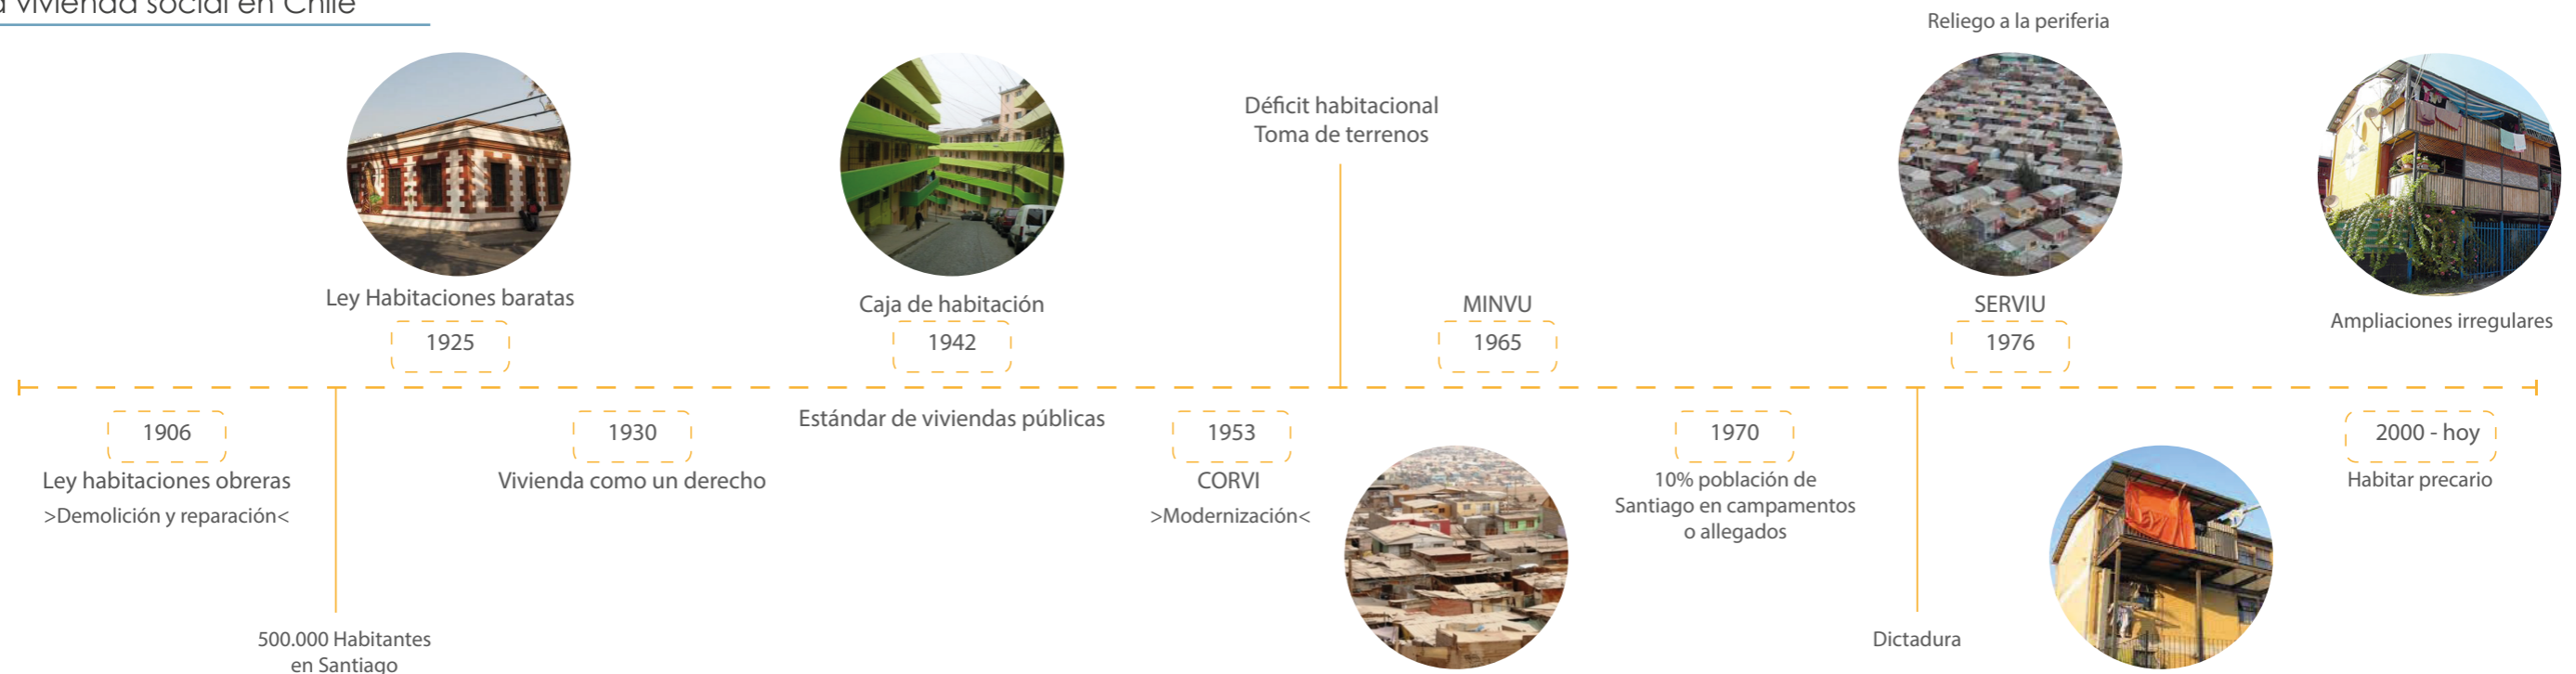 vivienda social en Chile
Reliego a la periferia
Déficit habitacional
Toma de terrenos
Ley Habitaciones baratas
1925
Caja de habitación
1942
MINVU
1965
SERVIU
1976
Ampliaciones irregulares
1906
Ley habitaciones obreras
>Demolición y reparación<
1930
Vivienda como un derecho
Estándar de viviendas públicas
1953
CORVI
>Modernización<
1970
10% población de
Santiago en campamentos
o allegados
2000 - hoy
Habitar precario
500.000 Habitantes
en Santiago
Dictadura